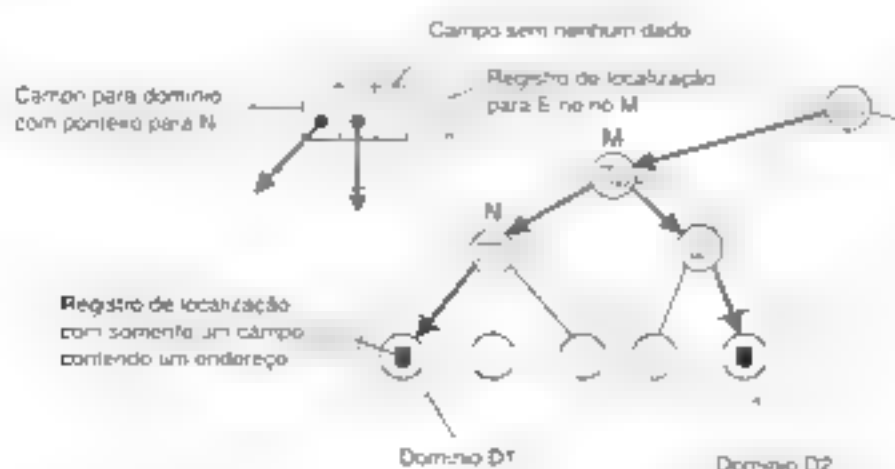 Campo sem nenhum dado
Campo para domínio
com ponteiro para N
Registro de localização
para E no nó M
M
N
Registro de localização
com somente um campo
contendo um endereço
Domínio D1
Domínio D2